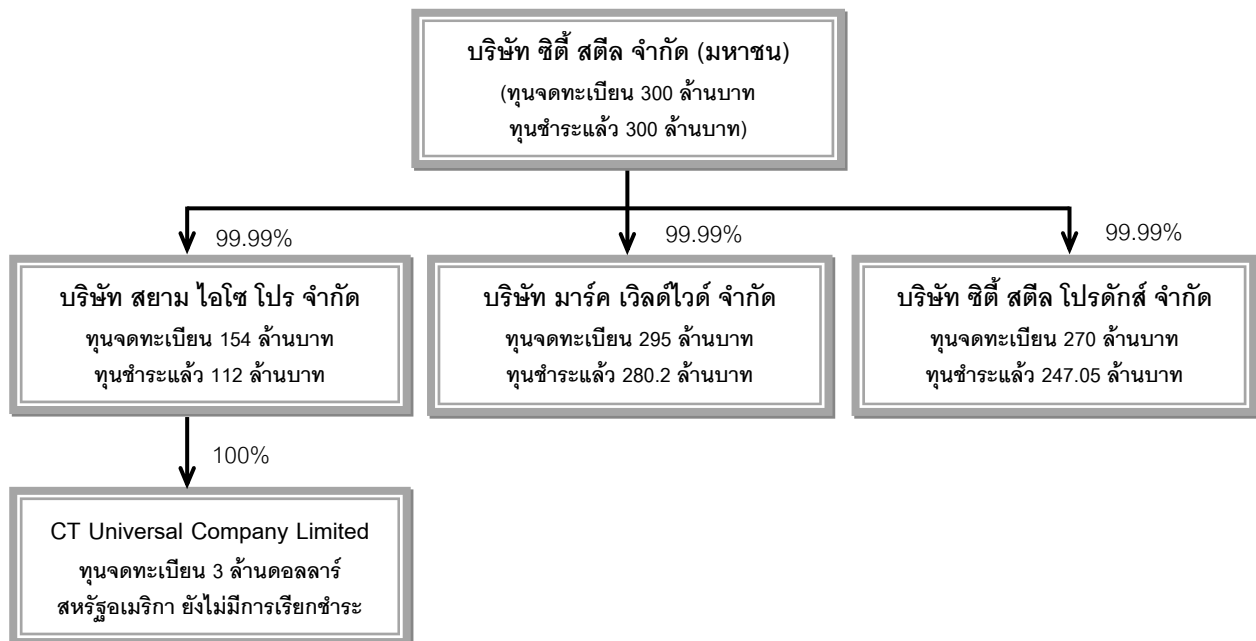 บริษัท ซิตี้ สตีล จำกัด (มหาชน)
(ทุนจดทะเบียน 300 ล้านบาท
ทุนชำระแล้ว 300 ล้านบาท)
99.99%
99.99%
99.99%
บริษัท สยาม ไอโซ โปร จำกัด
ทุนจดทะเบียน 154 ล้านบาท
ทุนชำระแล้ว 112 ล้านบาท
บริษัท มาร์ค เวิลด์ไวด์ จำกัด
ทุนจดทะเบียน 295 ล้านบาท
ทุนชำระแล้ว 280.2 ล้านบาท
บริษัท ซิตี้ สตีล โปรดักส์ จำกัด
ทุนจดทะเบียน 270 ล้านบาท
ทุนชำระแล้ว 247.05 ล้านบาท
100%
CT Universal Company Limited
ทุนจดทะเบียน 3 ล้านดอลลาร์
สหรัฐอเมริกา ยังไม่มีการเรียกชำระ